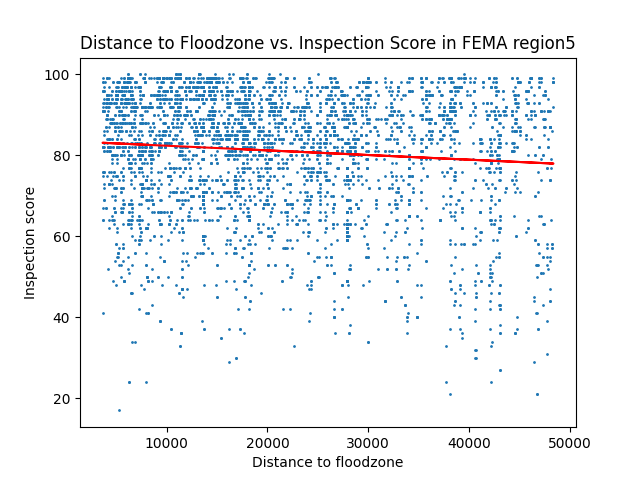 Distance to Floodzone vs. Inspection Score in FEMA region5
100
80
60
40
20
Inspection score
10000 20000 30000 40000 50000
Distance to floodzone